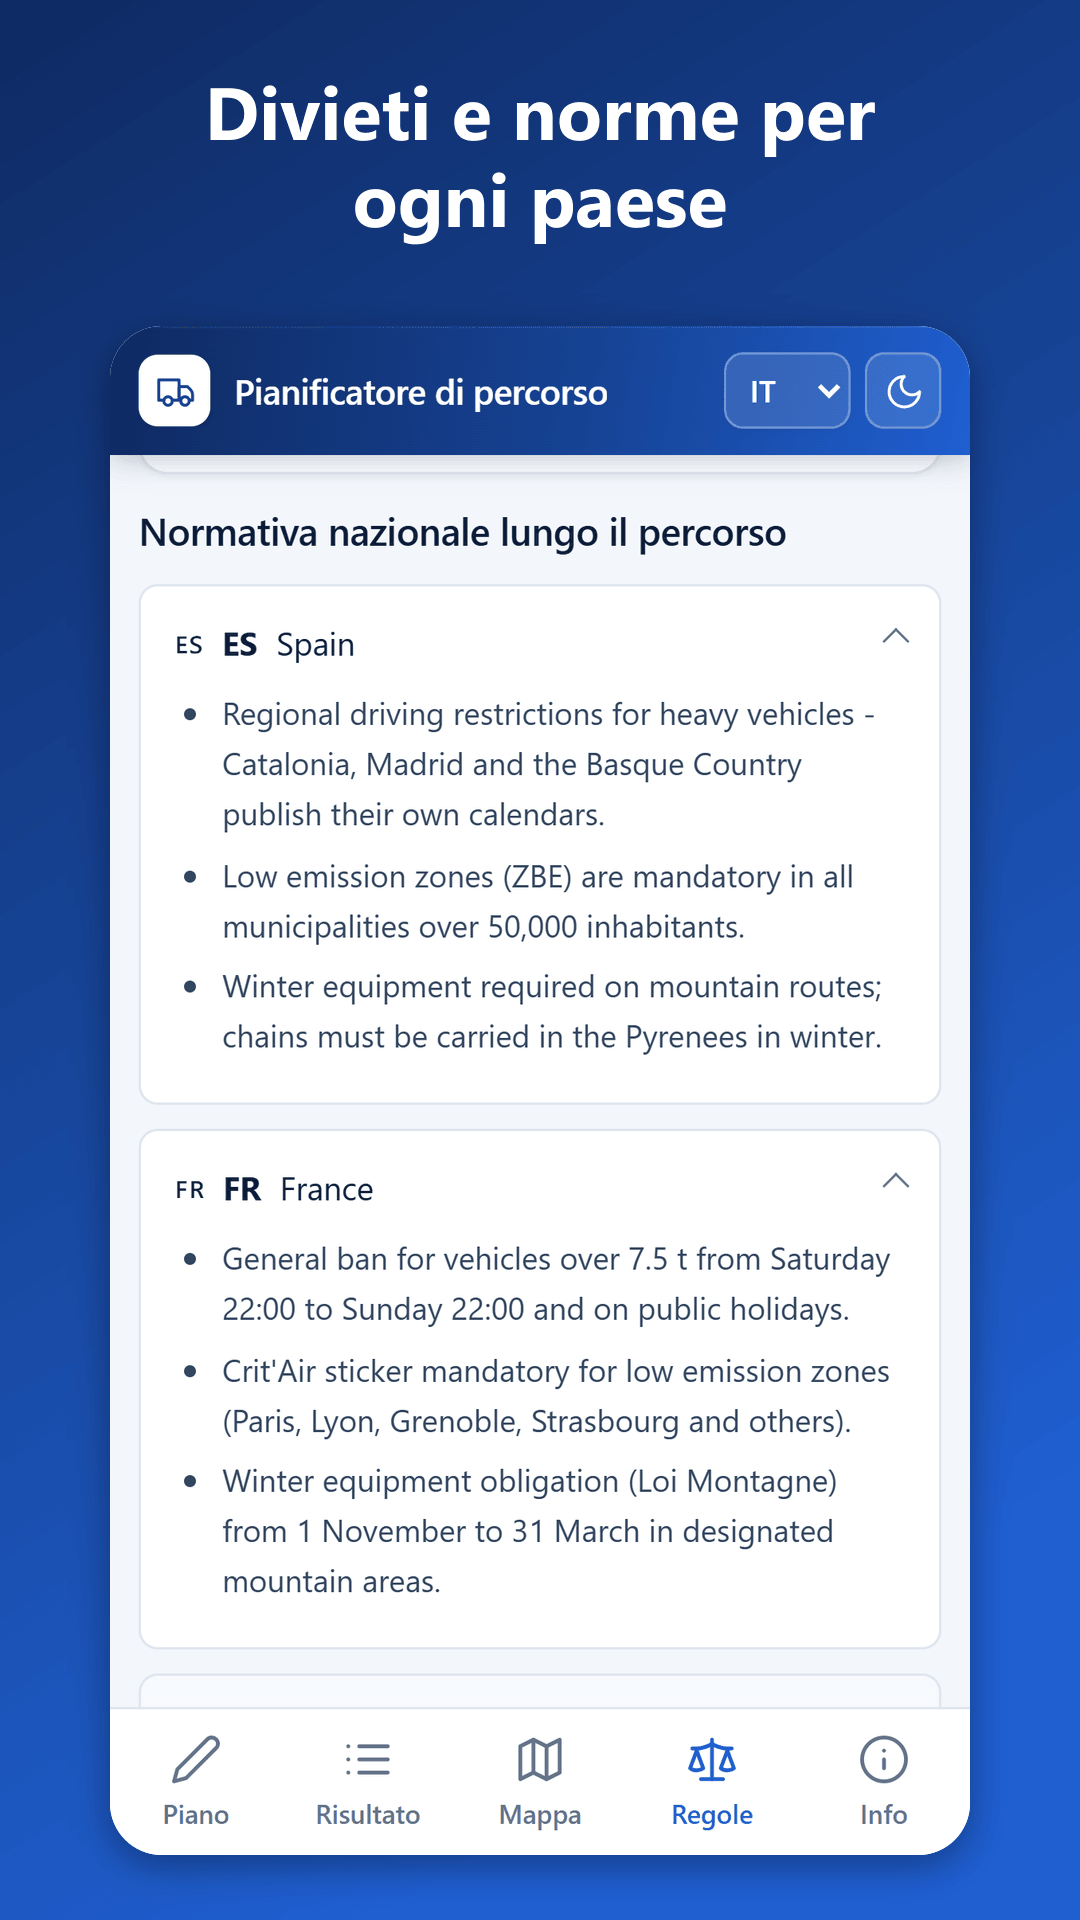 Divieti e norme per
ogni paese
Pianificatore di percorso
IT
Normativa nazionale lungo il percorso
ES ES Spain
• Regional driving restrictions for heavy vehicles -
Catalonia, Madrid and the Basque Country
publish their own calendars.
• Low emission zones (ZBE) are mandatory in all
municipalities over 50,000 inhabitants.
• Winter equipment required on mountain routes;
chains must be carried in the Pyrenees in winter.
FR FR France
• General ban for vehicles over 7.5 t from Saturday
22:00 to Sunday 22:00 and on public holidays.
• Crit'Air sticker mandatory for low emission zones
(Paris, Lyon, Grenoble, Strasbourg and others).
• Winter equipment obligation (Loi Montagne)
from 1 November to 31 March in designated
mountain areas.
Piano
Risultato
Mappa
Regole
Info